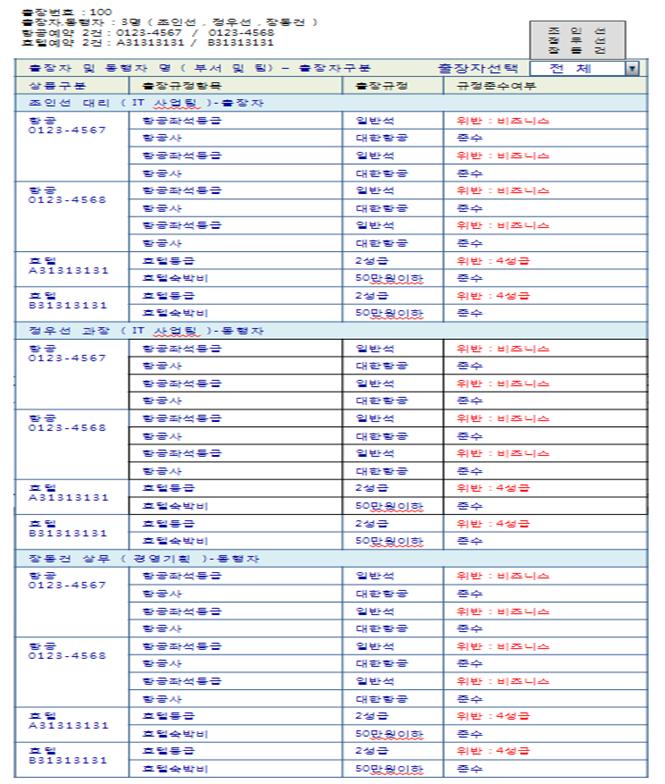 출장번호 : 100
출장자,동행자 : 3명 ( 조인선 , 정우선 , 장동건 )
항공예약 2건 : 0123-4567 / 0123-4568
호텔예약 2건 : A31313131 / B31313131
조 인 선
정 우 선
장 동 건
출장자 및 동행자 명 ( 부서 및 팀) – 출장자구분 출장자선택 전 체
상품구분 출장규정항목 출장규정 규정준수여부
조인선 대리 ( IT 사업팀 )-출장자
항공 0123-4567 항공좌석등급 일반석 위반 : 비즈니스
항공사 대한항공 준수
항공좌석등급 일반석 위반 : 비즈니스
항공사 대한항공 준수
항공 0123-4568 항공좌석등급 일반석 위반 : 비즈니스
항공사 대한항공 준수
항공좌석등급 일반석 위반 : 비즈니스
항공사 대한항공 준수
호텔 A31313131 호텔등급 2성급 위반 : 4성급
호텔숙박비 50만원이하 준수
호텔 B31313131 호텔등급 2성급 위반 : 4성급
호텔숙박비 50만원이하 준수
정우선 과장 ( IT 사업팀 )-동행자
항공 0123-4567 항공좌석등급 일반석 위반 : 비즈니스
항공사 대한항공 준수
항공좌석등급 일반석 위반 : 비즈니스
항공사 대한항공 준수
항공 0123-4568 항공좌석등급 일반석 위반 : 비즈니스
항공사 대한항공 준수
항공좌석등급 일반석 위반 : 비즈니스
항공사 대한항공 준수
호텔 A31313131 호텔등급 2성급 위반 : 4성급
호텔숙박비 50만원이하 준수
호텔 B31313131 호텔등급 2성급 위반 : 4성급
호텔숙박비 50만원이하 준수
장동건 상무 ( 경영기획 )-동행자
항공 0123-4567 항공좌석등급 일반석 위반 : 비즈니스
항공사 대한항공 준수
항공좌석등급 일반석 위반 : 비즈니스
항공사 대한항공 준수
항공 0123-4568 항공좌석등급 일반석 위반 : 비즈니스
항공사 대한항공 준수
항공좌석등급 일반석 위반 : 비즈니스
항공사 대한항공 준수
호텔 A31313131 호텔등급 2성급 위반 : 4성급
호텔숙박비 50만원이하 준수
호텔 B31313131 호텔등급 2성급 위반 : 4성급
호텔숙박비 50만원이하 준수